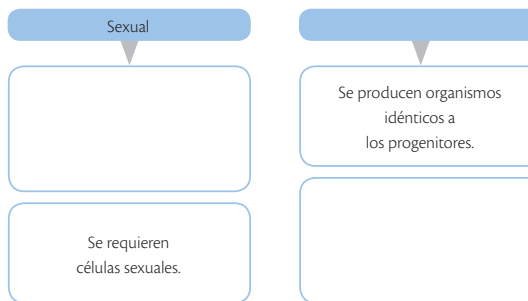 Sexual
Se requieren
células sexuales.
Se producen organismos
idénticos a
los progenitores.